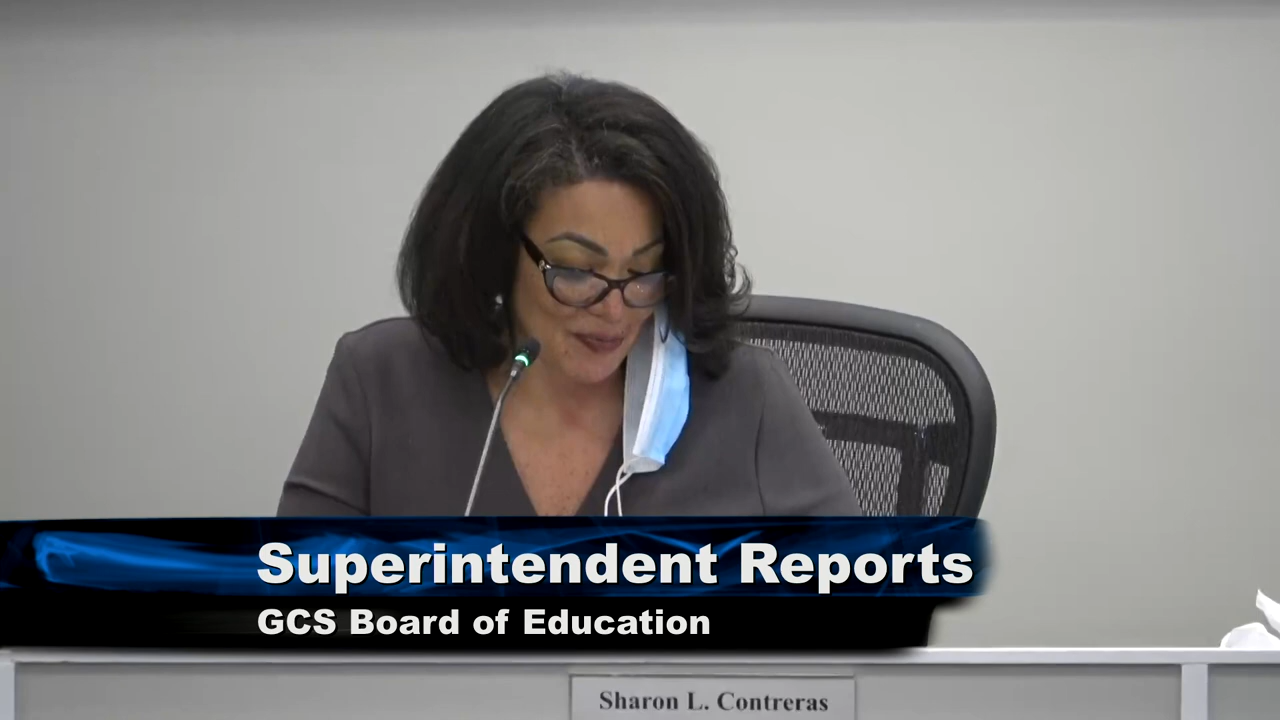 Superintendent Reports
GCS Board of Education
Sharon L. Contreras